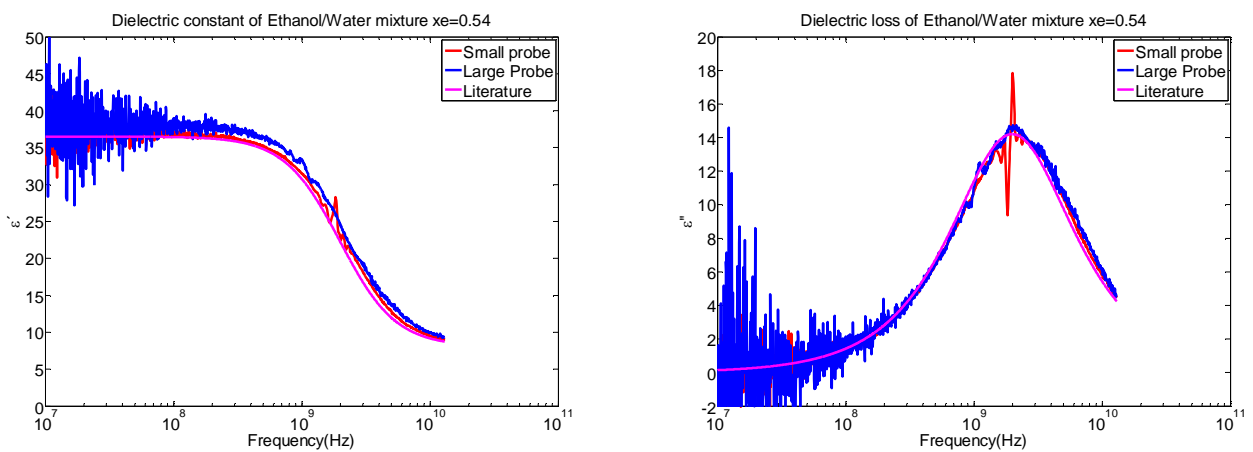 Dielectric constant of Ethanol/Water mixture xe=0.54
50
45
40
35
30
25
20
15
10
5
0
ε´
Small probe
Large Probe
Literature
10^7
10^8
10^9
10^10
10^11
Frequency(Hz)
Dielectric loss of Ethanol/Water mixture xe=0.54
20
18
16
14
12
10
8
6
4
2
0
-2
ε"
Small probe
Large Probe
Literature
10^7
10^8
10^9
10^10
10^11
Frequency(Hz)